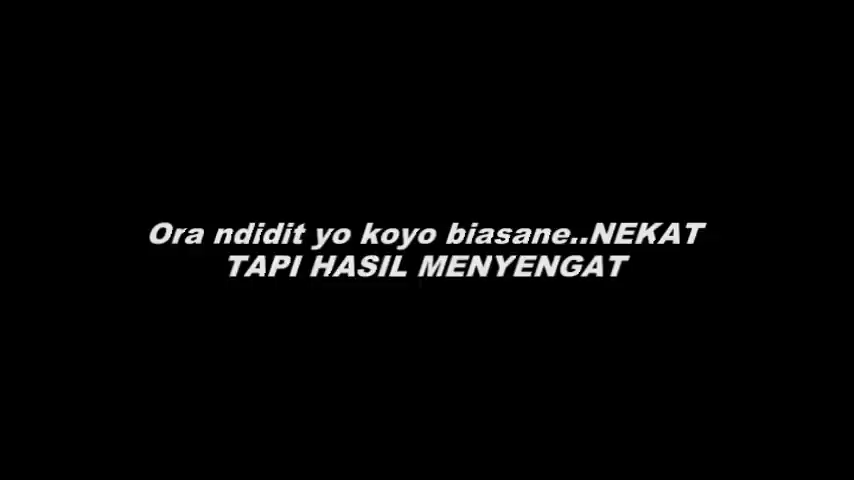 Ora ndidit yo koyo biasane..NEKAT
TAPI HASIL MENYENGAT